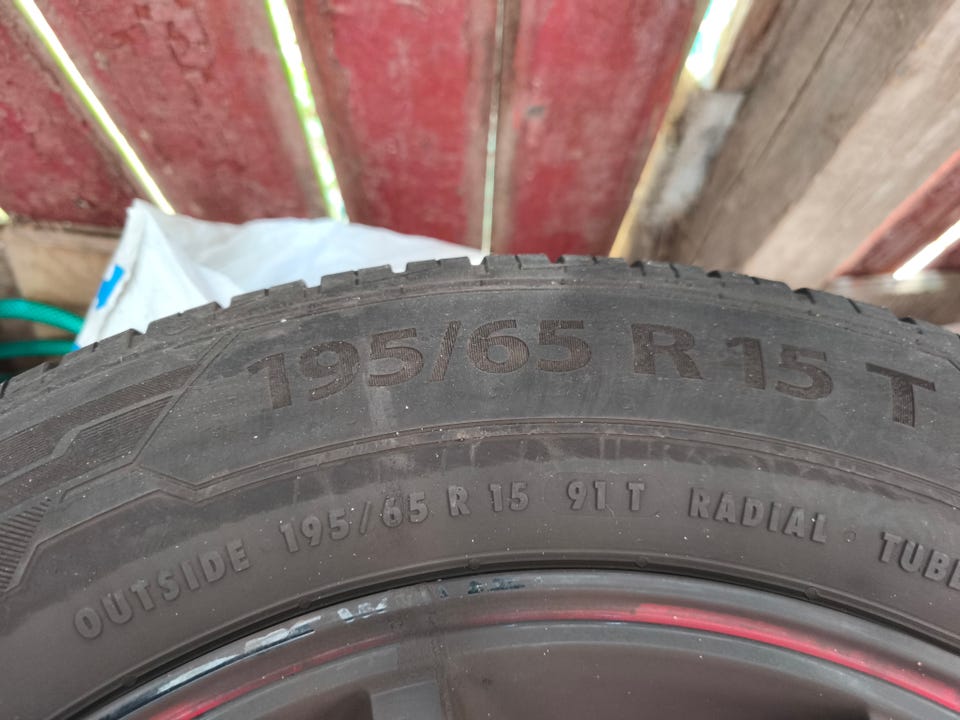 195/65 R 15 T
OUTSIDE · 195/65 R 15 91 T RADIAL · TUBE